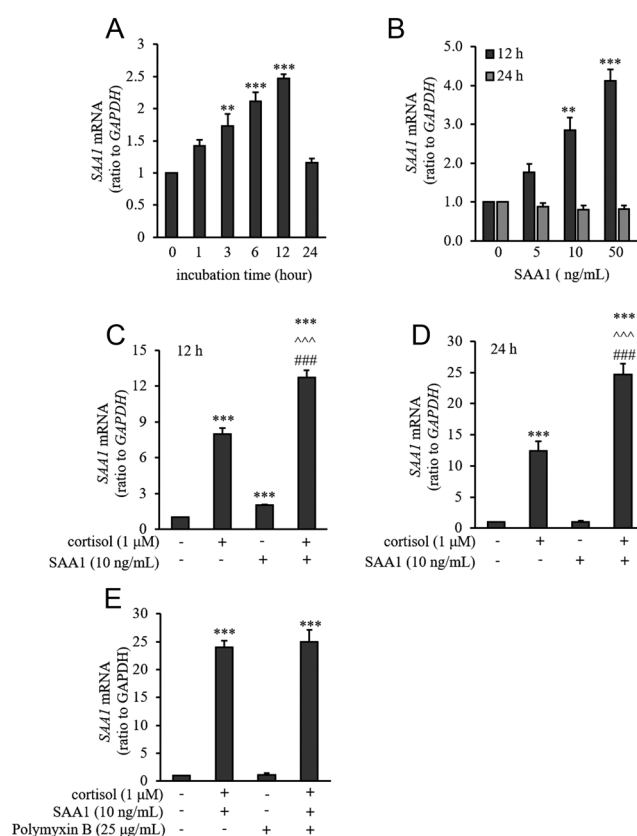 A
SAA1 mRNA
(ratio to GAPDH)
3
2.5
2
1.5
1
0.5
0
**
***
***
0 1 3 6 12 24
incubation time (hour)
B
SAA1 mRNA
(ratio to GAPDH)
5.0
4.0
3.0
2.0
1.0
0.0
12 h
24 h
**
***
0 5 10 50
SAA1 ( ng/mL)
C
12 h
SAA1 mRNA
(ratio to GAPDH)
15
12
9
6
3
0
***
***
***
^^^
###
cortisol (1 μM) - + - +
SAA1 (10 ng/mL) - - + +
D
24 h
SAA1 mRNA
(ratio to GAPDH)
30
25
20
15
10
5
0
***
***
^^^
###
cortisol (1 μM) - + - +
SAA1 (10 ng/mL) - - + +
E
SAA1 mRNA
(ratio to GAPDH)
30
25
20
15
10
5
0
***
***
cortisol (1 μM) - + - +
SAA1 (10 ng/mL) - + - +
Polymyxin B (25 μg/mL) - - + +